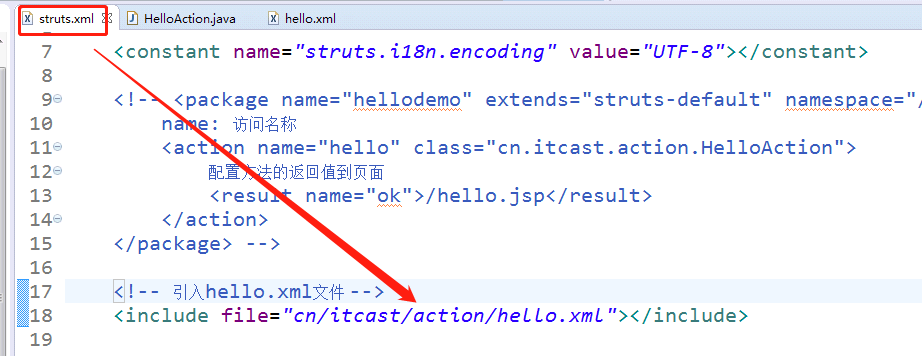 struts.xml HelloAction.java hello.xml
7 <constant name="struts.i18n.encoding" value="UTF-8"></constant>
8
9 <!-- <package name="hellodemo" extends="struts-default" namespace="/
10 name: 访问名称
11 <action name="hello" class="cn.itcast.action.HelloAction">
12 配置方法的返回值到页面
13 <result name="ok">/hello.jsp</result>
14 </action>
15 </package> -->
16
17 <!-- 引入hello.xml文件 -->
18 <include file="cn/itcast/action/hello.xml"></include>
19